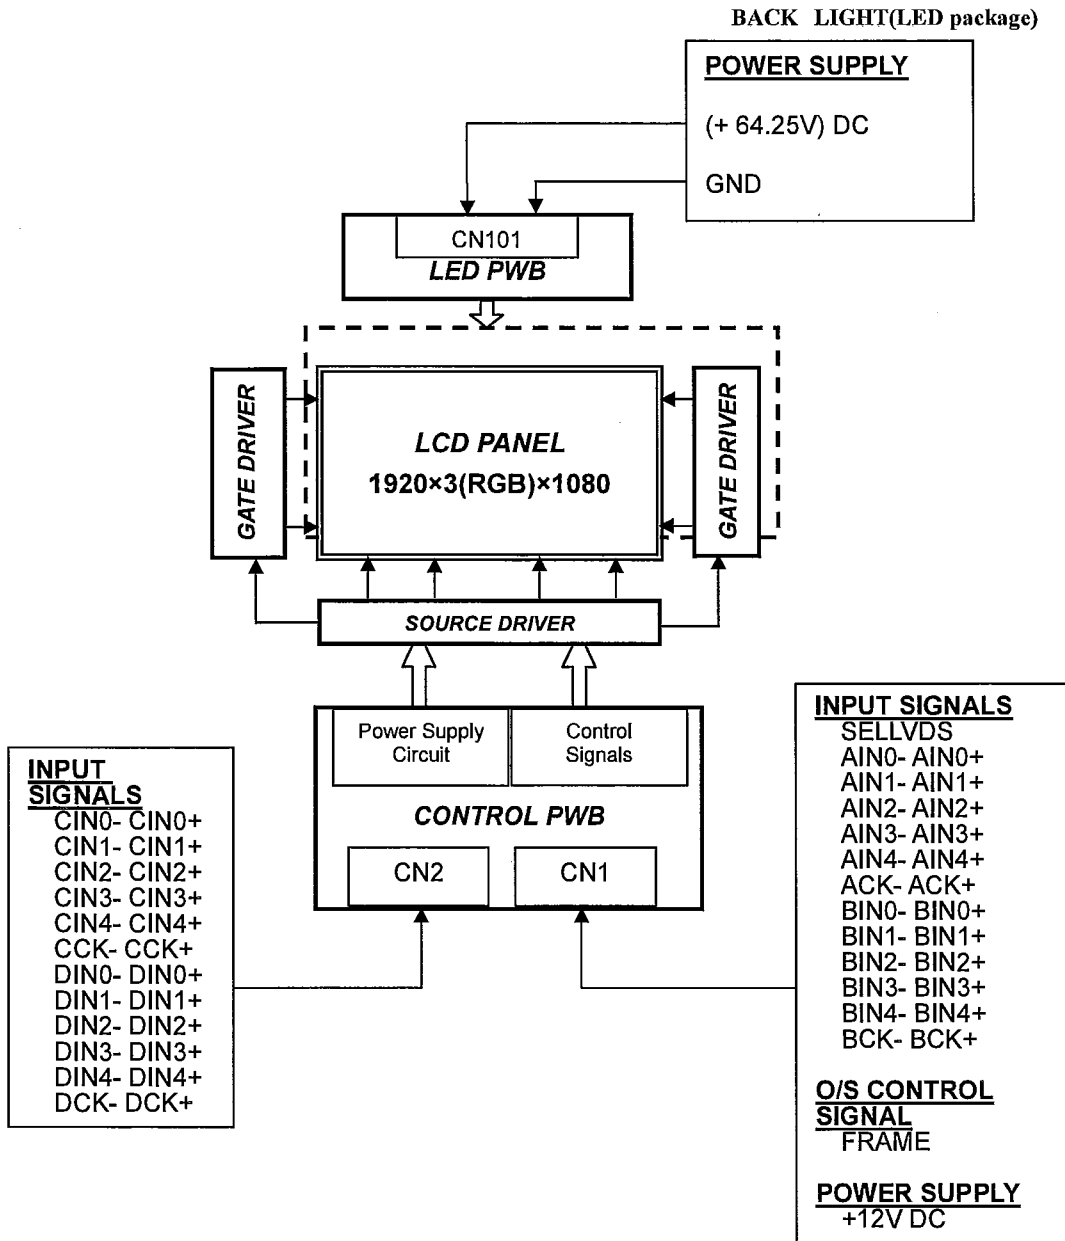 BACK LIGHT(LED package)
POWER SUPPLY
(+ 64.25V) DC
GND
CN101
LED PWB
GATE DRIVER
LCD PANEL
1920×3(RGB)×1080
GATE DRIVER
SOURCE DRIVER
Power Supply
Circuit
Control
Signals
CONTROL PWB
CN2
CN1
INPUT
SIGNALS
CIN0- CIN0+
CIN1- CIN1+
CIN2- CIN2+
CIN3- CIN3+
CIN4- CIN4+
CCK- CCK+
DIN0- DIN0+
DIN1- DIN1+
DIN2- DIN2+
DIN3- DIN3+
DIN4- DIN4+
DCK- DCK+
INPUT SIGNALS
SELLVDS
AIN0- AIN0+
AIN1- AIN1+
AIN2- AIN2+
AIN3- AIN3+
AIN4- AIN4+
ACK- ACK+
BIN0- BIN0+
BIN1- BIN1+
BIN2- BIN2+
BIN3- BIN3+
BIN4- BIN4+
BCK- BCK+
O/S CONTROL
SIGNAL
FRAME
POWER SUPPLY
+12V DC